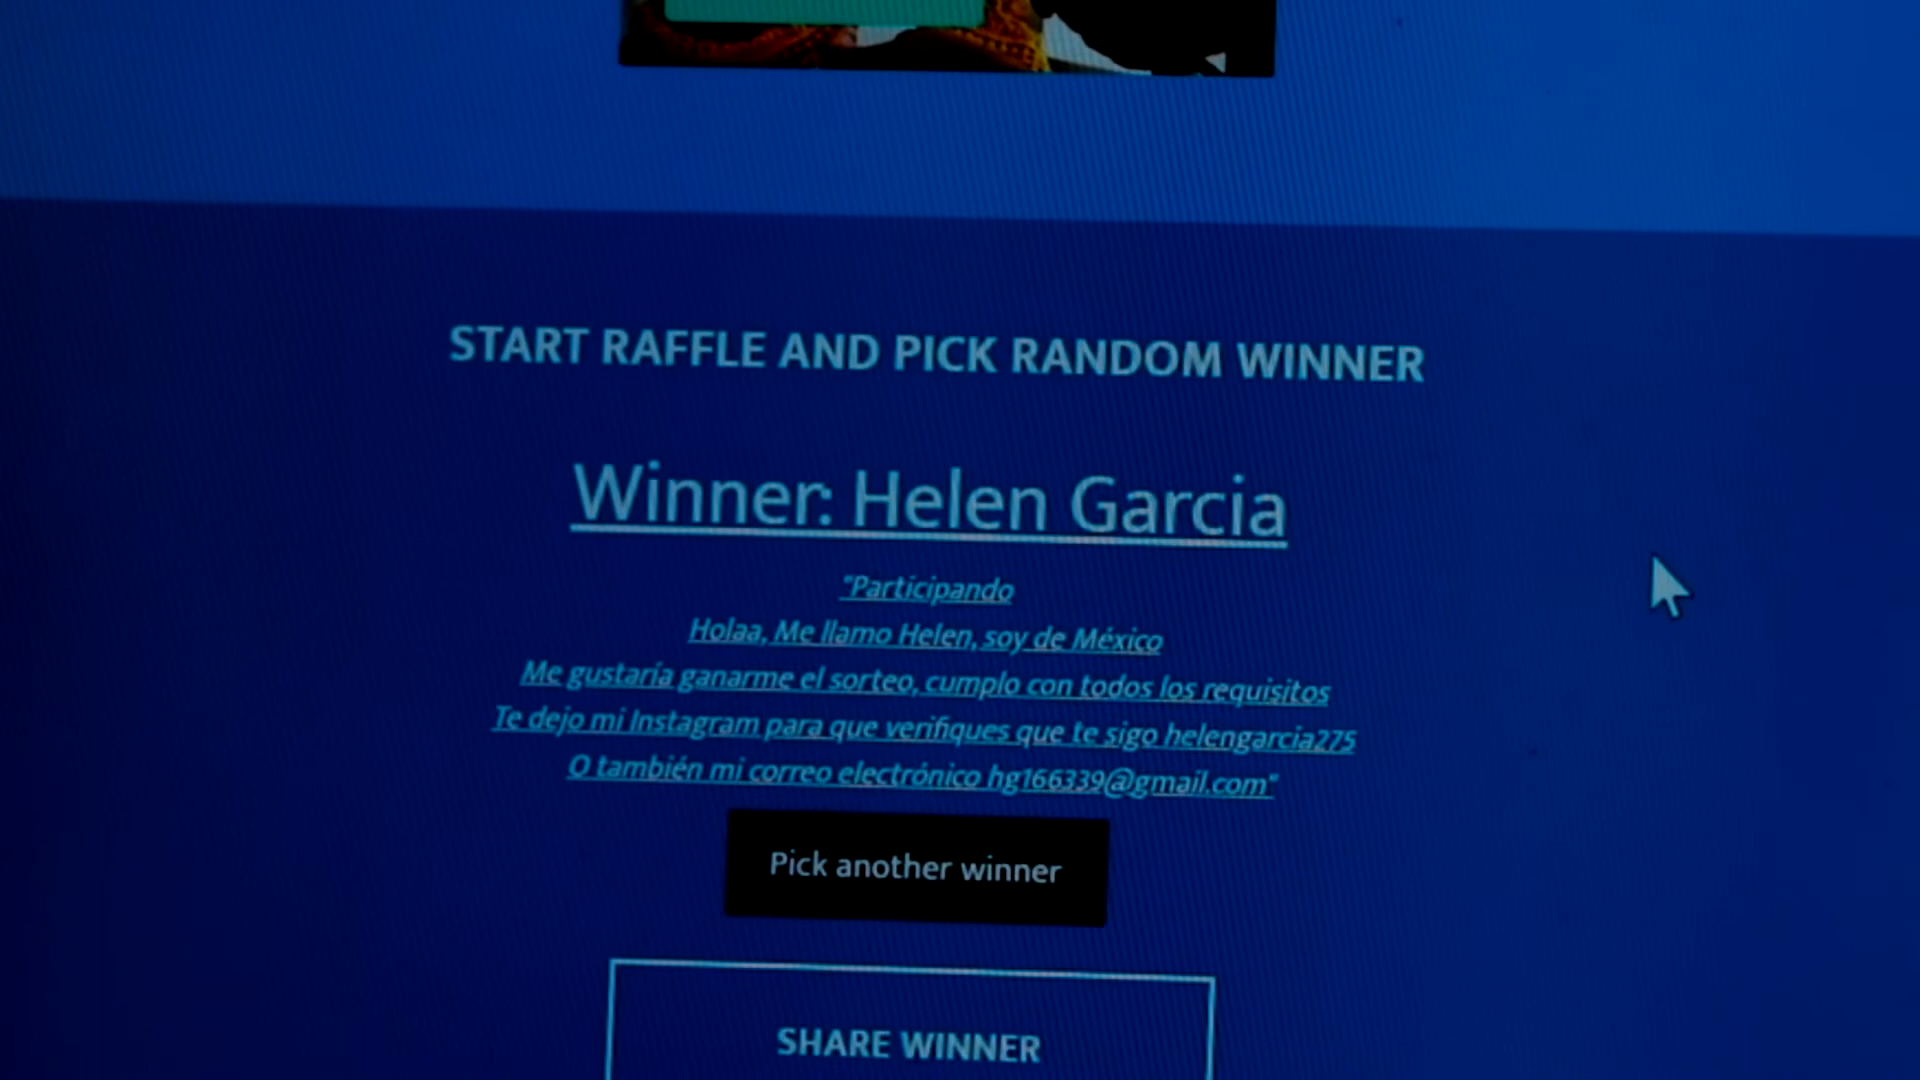 START RAFFLE AND PICK RANDOM WINNER
Winner: Helen Garcia
"Participando
Holaa, Me llamo Helen, soy de México
Me gustaría ganarme el sorteo, cumplo con todos los requisitos
Te dejo mi Instagram para que verifiques que te sigo helengarcia275
O también mi correo electrónico hg166339@gmail.com"
Pick another winner
SHARE WINNER